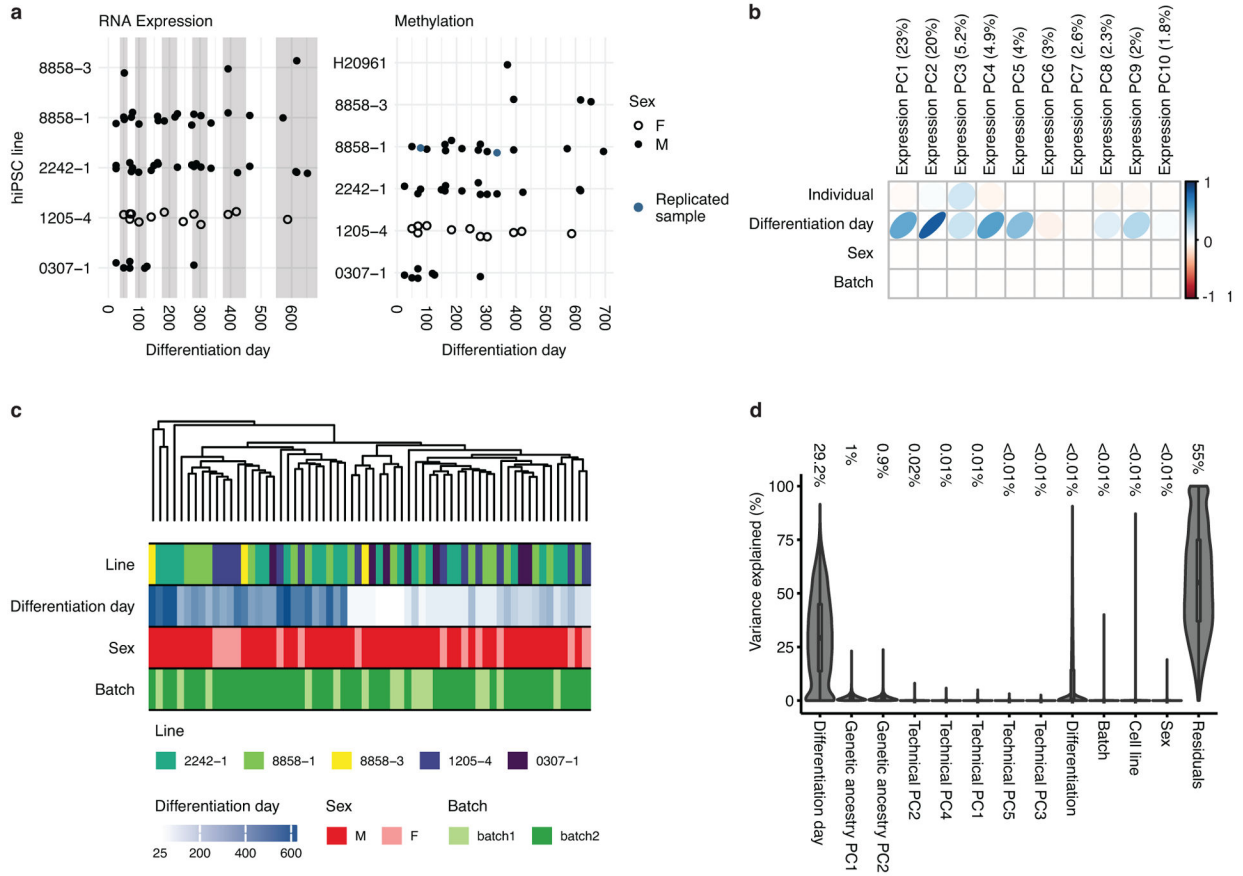 a
RNA Expression
Methylation
hiPSC line
8858-3
8858-1
2242-1
1205-4
0307-1
0
100
200
300
400
500
600
Differentiation day
H20961
8858-3
8858-1
2242-1
1205-4
0307-1
0
100
200
300
400
500
600
700
Differentiation day
Sex
F
M
Replicated
sample
b
Expression PC1 (23%)
Expression PC2 (20%)
Expression PC3 (5.2%)
Expression PC4 (4.9%)
Expression PC5 (4%)
Expression PC6 (3%)
Expression PC7 (2.6%)
Expression PC8 (2.3%)
Expression PC9 (2%)
Expression PC10 (1.8%)
Individual
Differentiation day
Sex
Batch
1
0
-1 1
c
Line
Differentiation day
Sex
Batch
Line
2242-1 8858-1 8858-3 1205-4 0307-1
Differentiation day Sex Batch
25 200 400 600
M F batch1 batch2
d
29.2%
1%
0.9%
0.02%
0.01%
0.01%
<0.01%
<0.01%
<0.01%
<0.01%
<0.01%
<0.01%
55%
Variance explained (%)
100
75
50
25
0
Differentiation day
Genetic ancestry PC1
Genetic ancestry PC2
Technical PC2
Technical PC4
Technical PC1
Technical PC5
Technical PC3
Differentiation
Batch
Cell line
Sex
Residuals